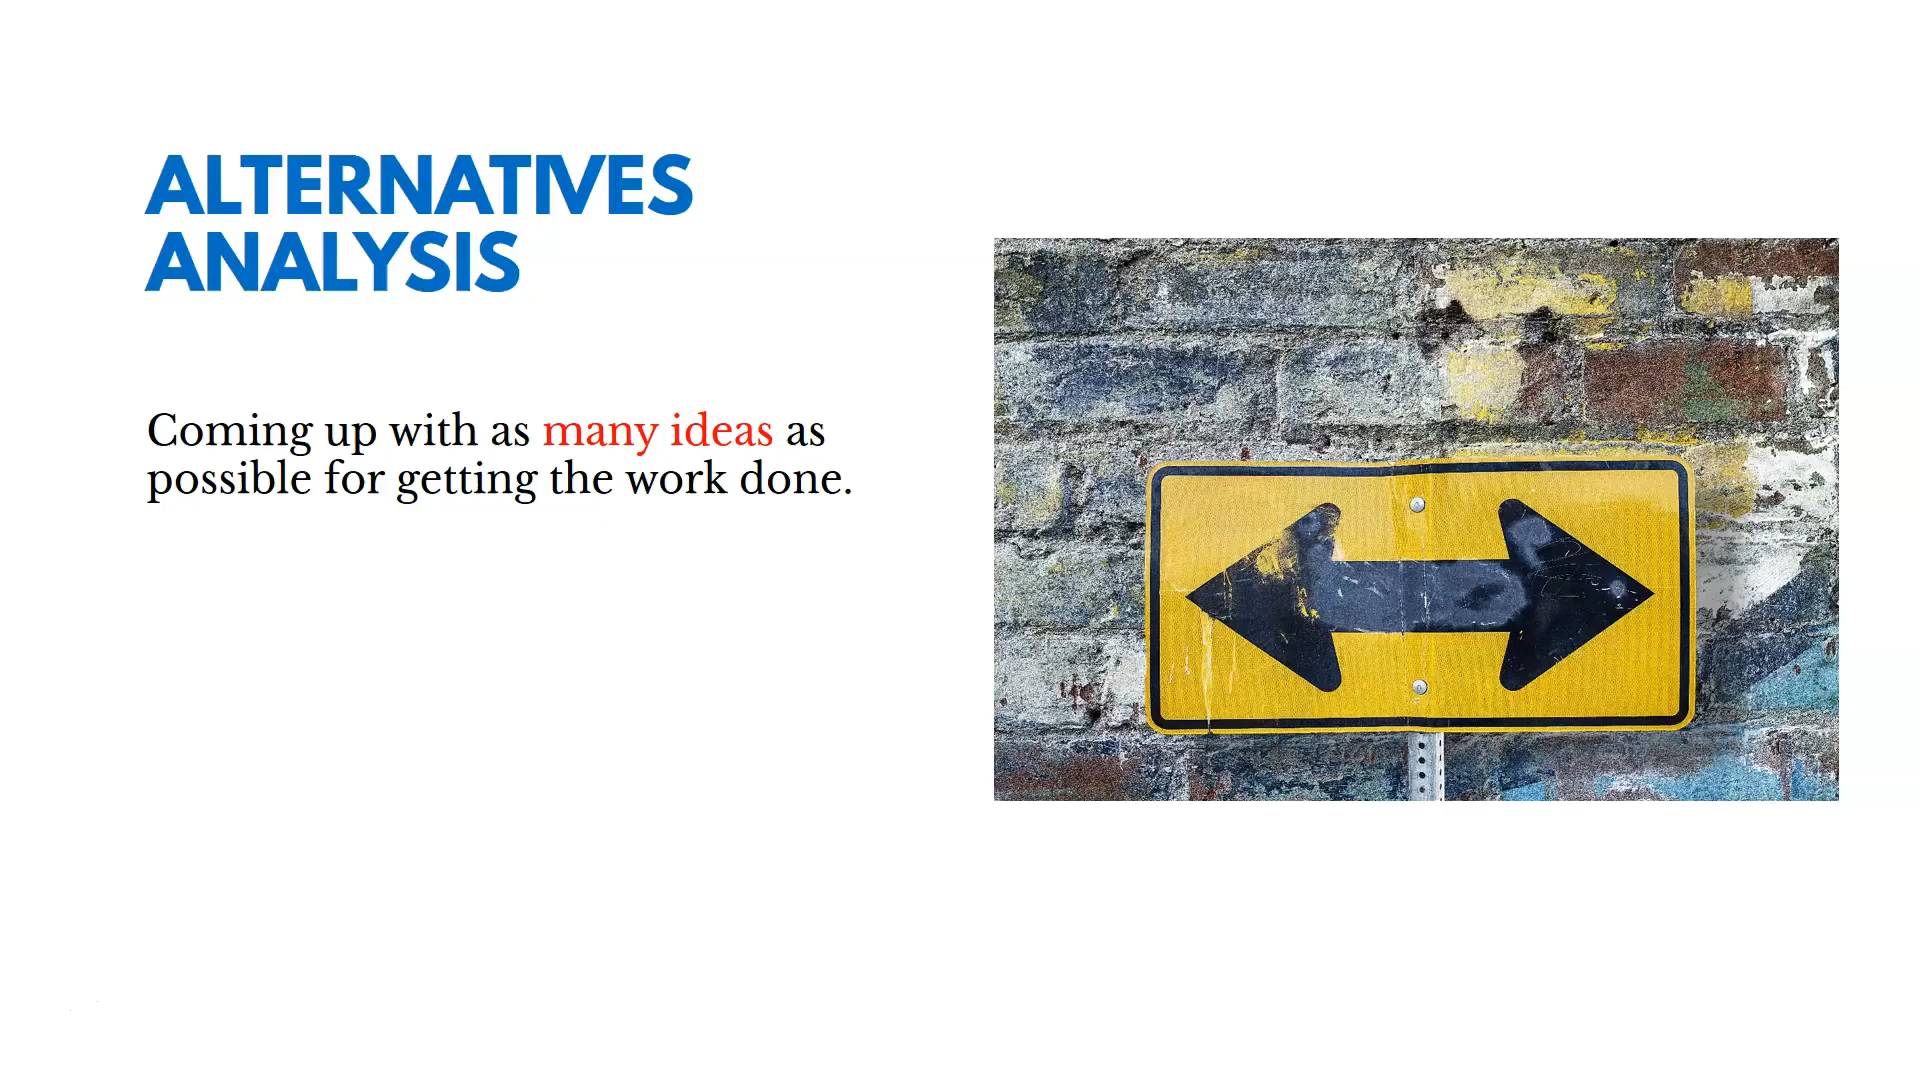 ALTERNATIVES
ANALYSIS
Coming up with as many ideas as
possible for getting the work done.